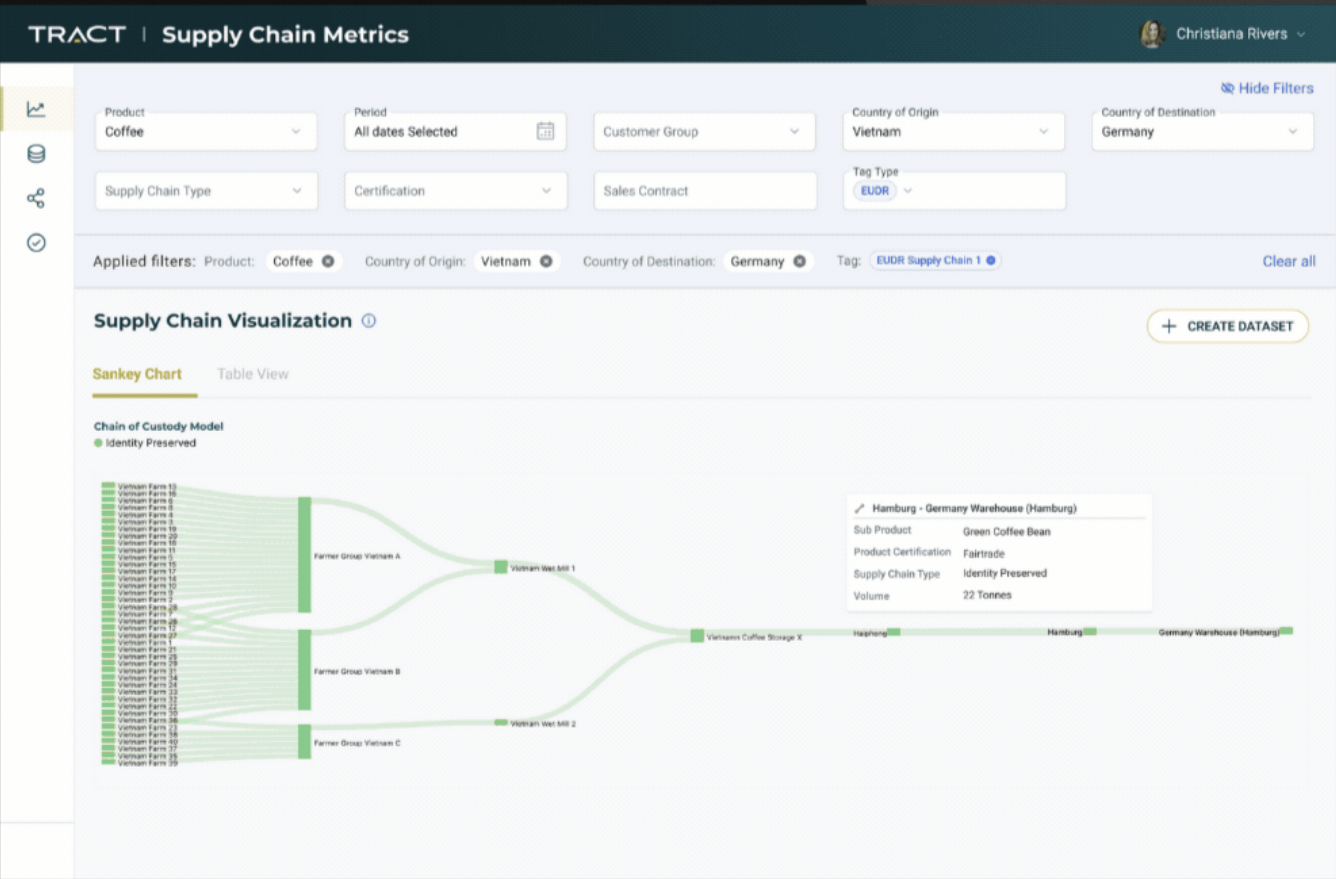 TRACT | Supply Chain Metrics
Christiana Rivers
Hide Filters
Product
Coffee
Period
All dates Selected
Customer Group
Country of Origin
Vietnam
Country of Destination
Germany
Supply Chain Type
Certification
Sales Contract
Tag Type
EUDR
Applied filters: Product: Coffee Country of Origin: Vietnam Country of Destination: Germany Tag: EUDR Supply Chain 1
Clear all
Supply Chain Visualization
+ CREATE DATASET
Sankey Chart
Table View
Chain of Custody Model
Identity Preserved
Vietnam Farm 13
Vietnam Farm 16
Vietnam Farm
Vietnam Farm
Vietnam Farm 4
Vietnam Farm 3
Vietnam Farm 19
Vietnam Farm 20
Vietnam Farm
Vietnam Farm 11
Vietnam Farm 5
Vietnam Farm 15
Vietnam Farm 17
Vietnam Farm 14
Vietnam Farm 10
Vietnam Farm 9
Vietnam Farm 2
Vietnam Farm
Vietnam Farm 7
Vietnam Farm
Vietnam Farm 12
Vietnam Farm 27
Vietnam Farm 1
Vietnam Farm 21
Vietnam Farm 25
Vietnam Farm 29
Vietnam Farm 31
Vietnam Farm 34
Vietnam Farm 24
Vietnam Farm 33
Vietnam Farm 32
Vietnam Farm 22
Vietnam Farm 30
Vietnam Farm 36
Vietnam Farm 23
Vietnam Farm 38
Vietnam Farm 40
Vietnam Farm 37
Vietnam Farm 35
Vietnam Farm 39
Farmer Group Vietnam A
Farmer Group Vietnam B
Farmer Group Vietnam C
Vietnam Wet Mill 1
Vietnam Wet Mill 2
Vietnams Coffee Storage X
Haiphong
Hamburg
Germany Warehouse (Hamburg)
Hamburg - Germany Warehouse (Hamburg)
Sub Product Green Coffee Bean
Product Certification Fairtrade
Supply Chain Type Identity Preserved
Volume 22 Tonnes